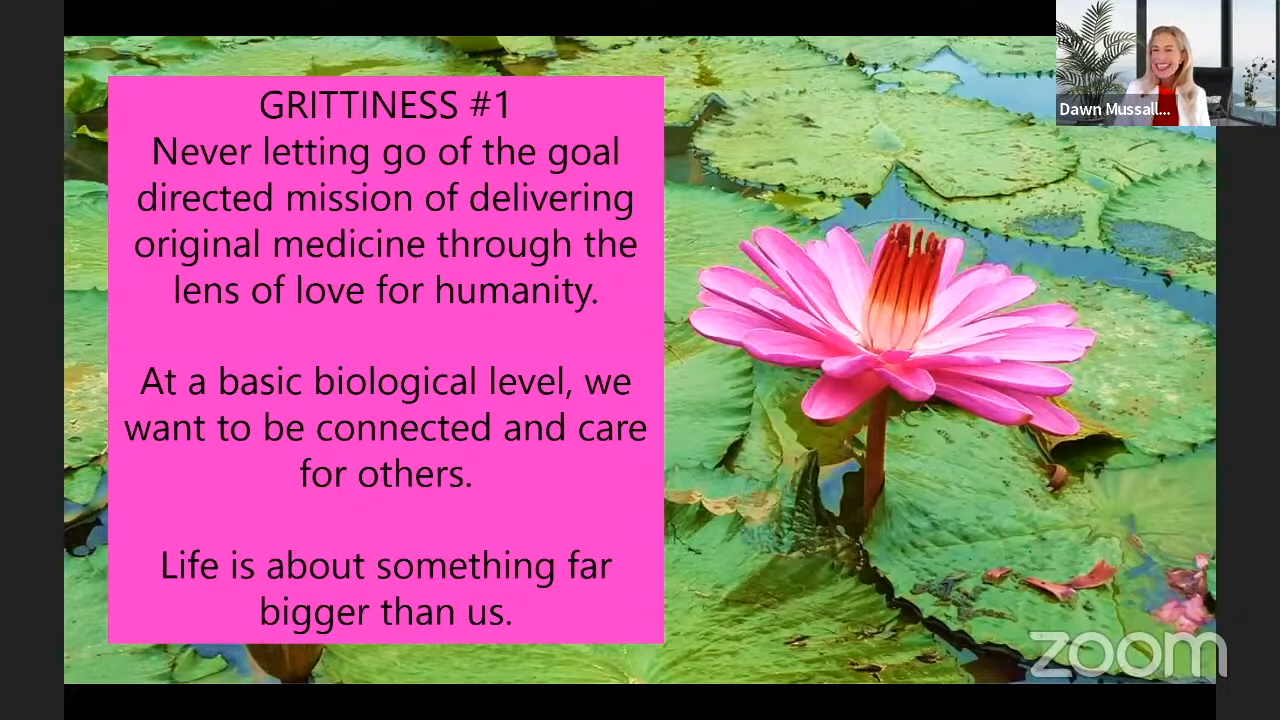 Dawn Mussall...
GRITTINESS #1
Never letting go of the goal
directed mission of delivering
original medicine through the
lens of love for humanity.
At a basic biological level, we
want to be connected and care
for others.
Life is about something far
bigger than us.
zoom